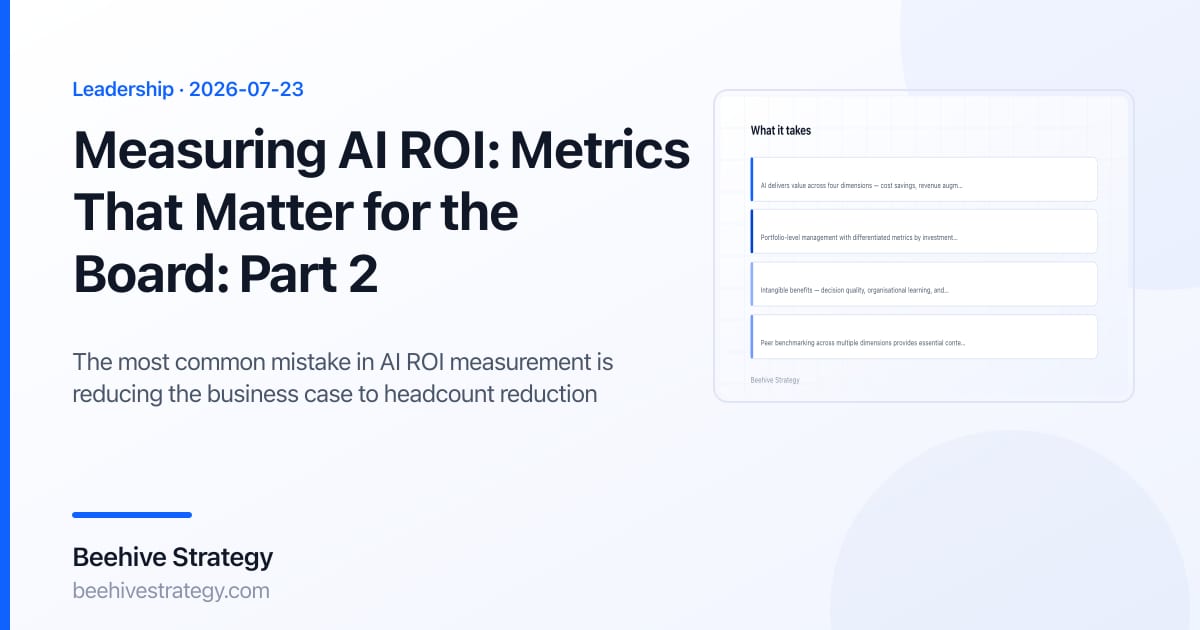 Leadership · 2026-07-23
Measuring AI ROI: Metrics
That Matter for the
Board: Part 2
The most common mistake in AI ROI measurement is
reducing the business case to headcount reduction
Beehive Strategy
beehivestrategy.com
What it takes
AI delivers value across four dimensions — cost savings, revenue augm...
Portfolio-level management with differentiated metrics by investment...
Intangible benefits — decision quality, organisational learning, and...
Peer benchmarking across multiple dimensions provides essential conte...
Beehive Strategy